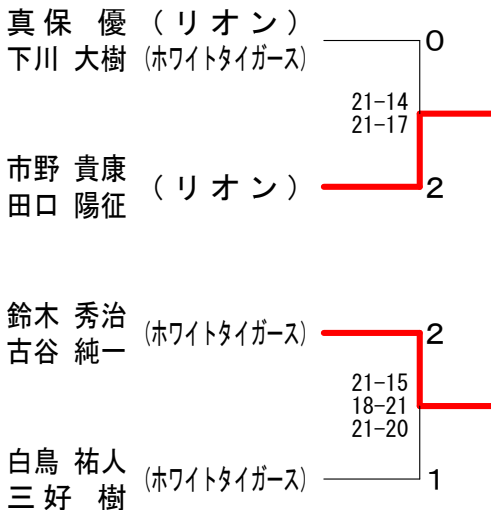 真保 優 (リオン)
下川 大樹 (ホワイトタイガース)
0
21-14
21-17
市野 貴康
田口 陽征
(リオン)
2
鈴木 秀治
古谷 純一
(ホワイトタイガース)
2
21-15
18-21
21-20
白鳥 祐人
三好 樹
(ホワイトタイガース)
1